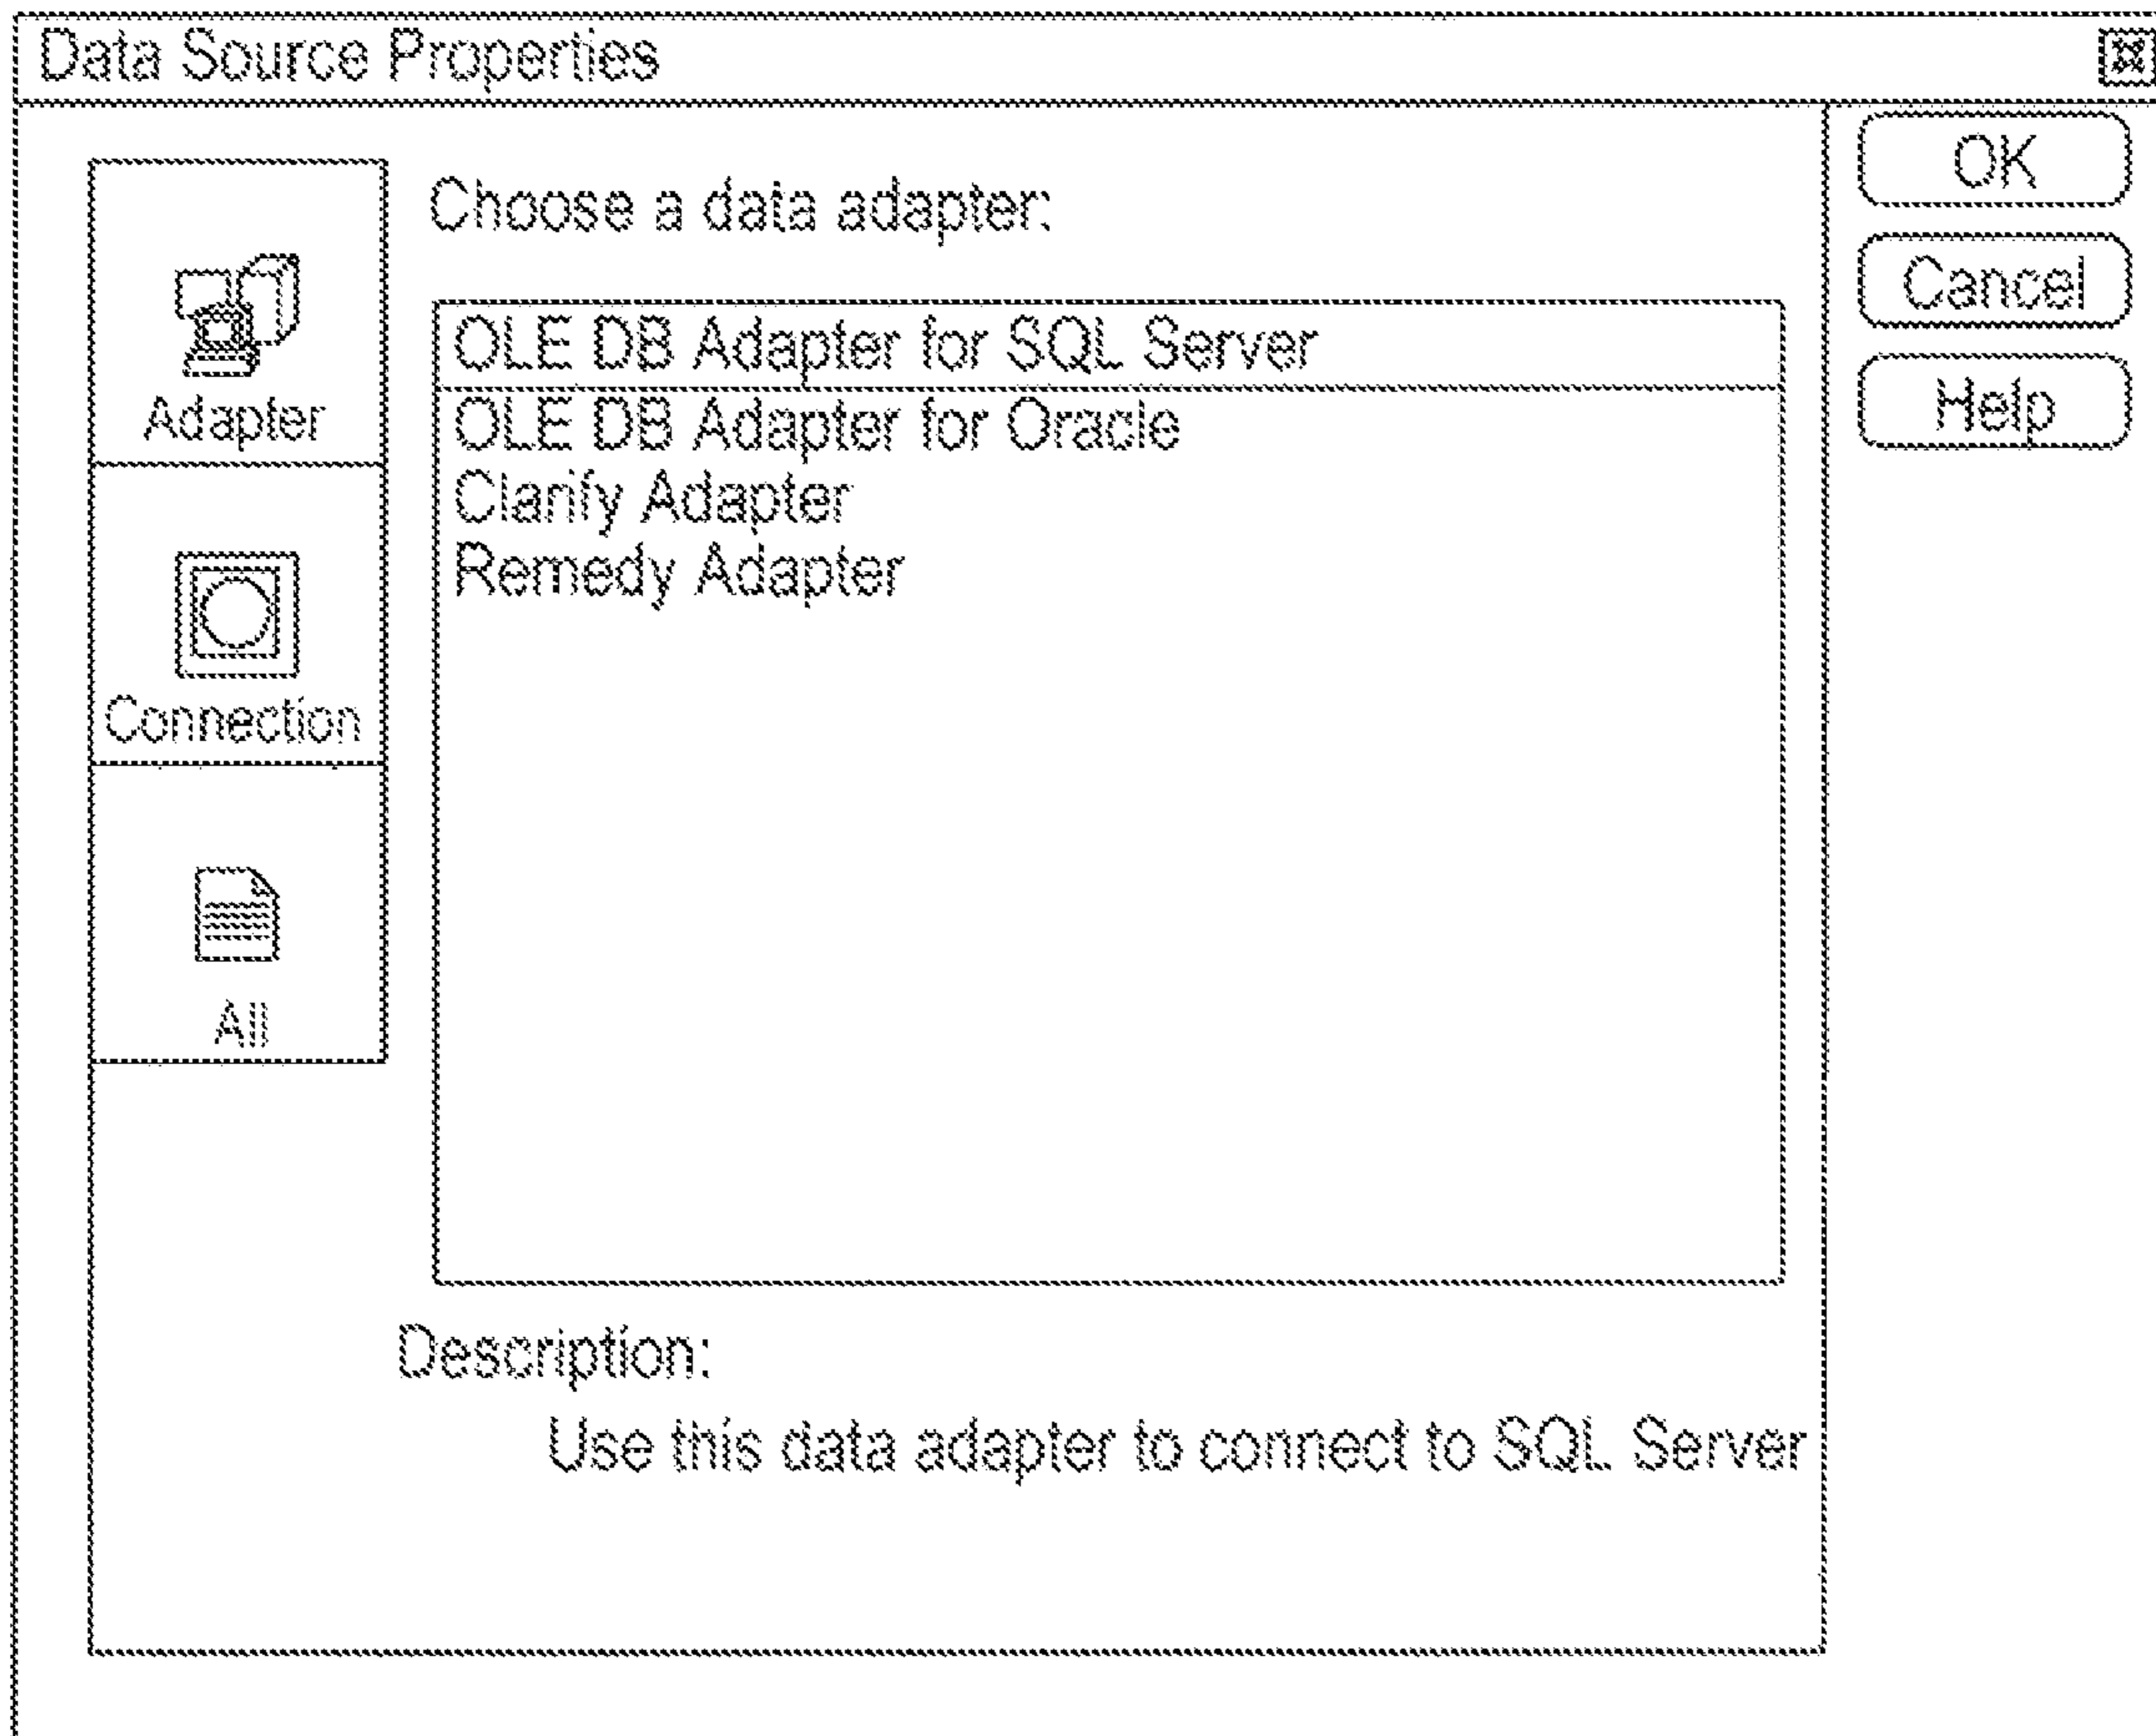 Data Source Properties
OK
Cancel
Help
Adapter
Connection
All
Choose a data adapter:
OLE DB Adapter for SQL Server
OLE DB Adapter for Oracle
Clarify Adapter
Remedy Adapter
Description:
Use this data adapter to connect to SQL Server